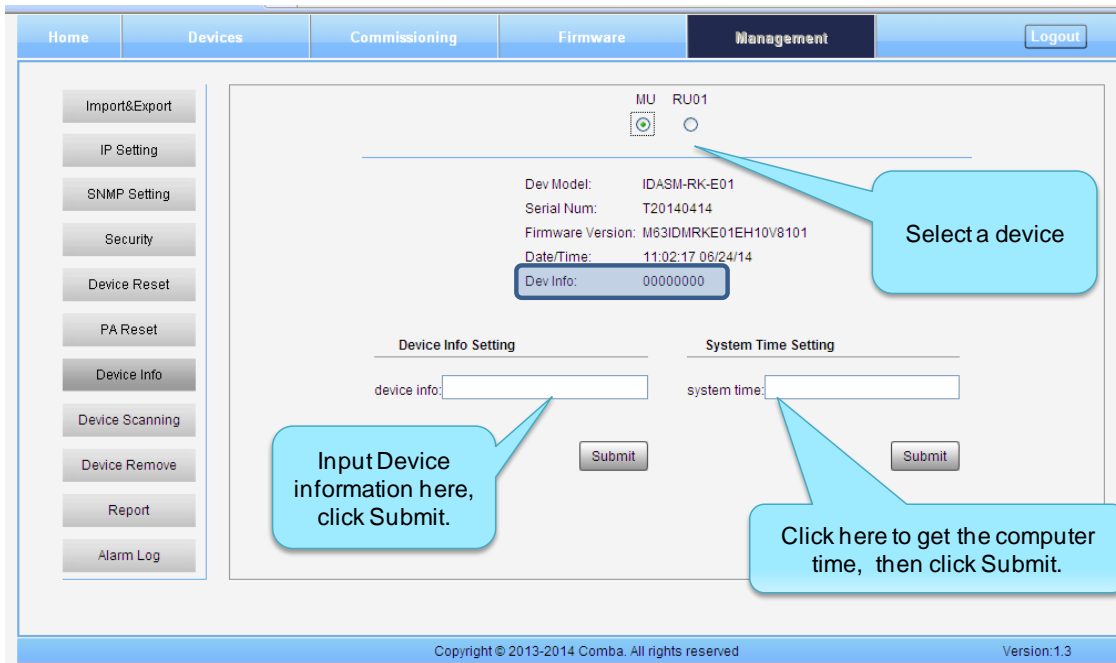 Home Devices Commissioning Firmware Management Logout
Import&Export
IP Setting
SNMP Setting
Security
Device Reset
PA Reset
Device Info
Device Scanning
Device Remove
Report
Alarm Log
MU RU01
Dev Model: IDASM-RK-E01
Serial Num: T20140414
Firmware Version: M63IDMRKE01EH10V8101
Date/Time: 11:02:17 06/24/14
Dev Info: 00000000
Select a device
Device Info Setting
device info:
Submit
Input Device
information here,
click Submit.
System Time Setting
system time:
Submit
Click here to get the computer
time, then click Submit.
Copyright © 2013-2014 Comba. All rights reserved
Version:1.3